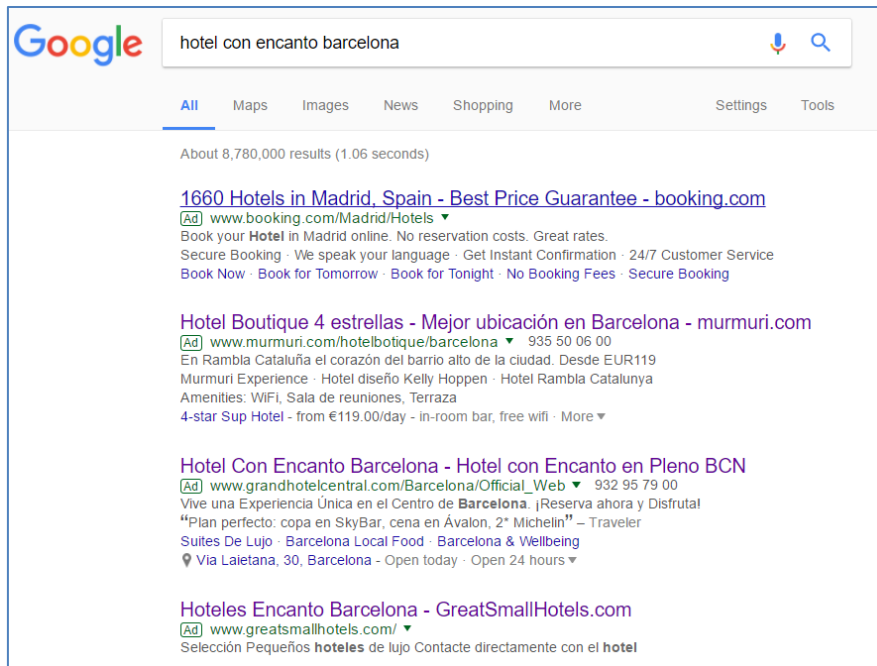 Google
hotel con encanto barcelona
All Maps Images News Shopping More Settings Tools
About 8,780,000 results (1.06 seconds)
1660 Hotels in Madrid, Spain - Best Price Guarantee - booking.com
Ad www.booking.com/Madrid/Hotels ▼
Book your Hotel in Madrid online. No reservation costs. Great rates.
Secure Booking · We speak your language · Get Instant Confirmation · 24/7 Customer Service
Book Now · Book for Tomorrow · Book for Tonight · No Booking Fees · Secure Booking
Hotel Boutique 4 estrellas - Mejor ubicación en Barcelona - murmuri.com
Ad www.murmuri.com/hotelbotique/barcelona ▼ 935 50 06 00
En Rambla Cataluña el corazón del barrio alto de la ciudad. Desde EUR119
Murmuri Experience · Hotel diseño Kelly Hoppen · Hotel Rambla Catalunya
Amenities: WiFi, Sala de reuniones, Terraza
4-star Sup Hotel - from €119.00/day - in-room bar, free wifi · More ▼
Hotel Con Encanto Barcelona - Hotel con Encanto en Pleno BCN
Ad www.grandhotelcentral.com/Barcelona/Official_Web ▼ 932 95 79 00
Vive una Experiencia Única en el Centro de Barcelona. ¡Reserva ahora y Disfruta!
“Plan perfecto: copa en SkyBar, cena en Ávalon, 2* Michelin” – Traveler
Suites De Lujo · Barcelona Local Food · Barcelona & Wellbeing
Via Laietana, 30, Barcelona - Open today · Open 24 hours ▼
Hoteles Encanto Barcelona - GreatSmallHotels.com
Ad www.greatsmallhotels.com/ ▼
Selección Pequeños hoteles de lujo Contacte directamente con el hotel